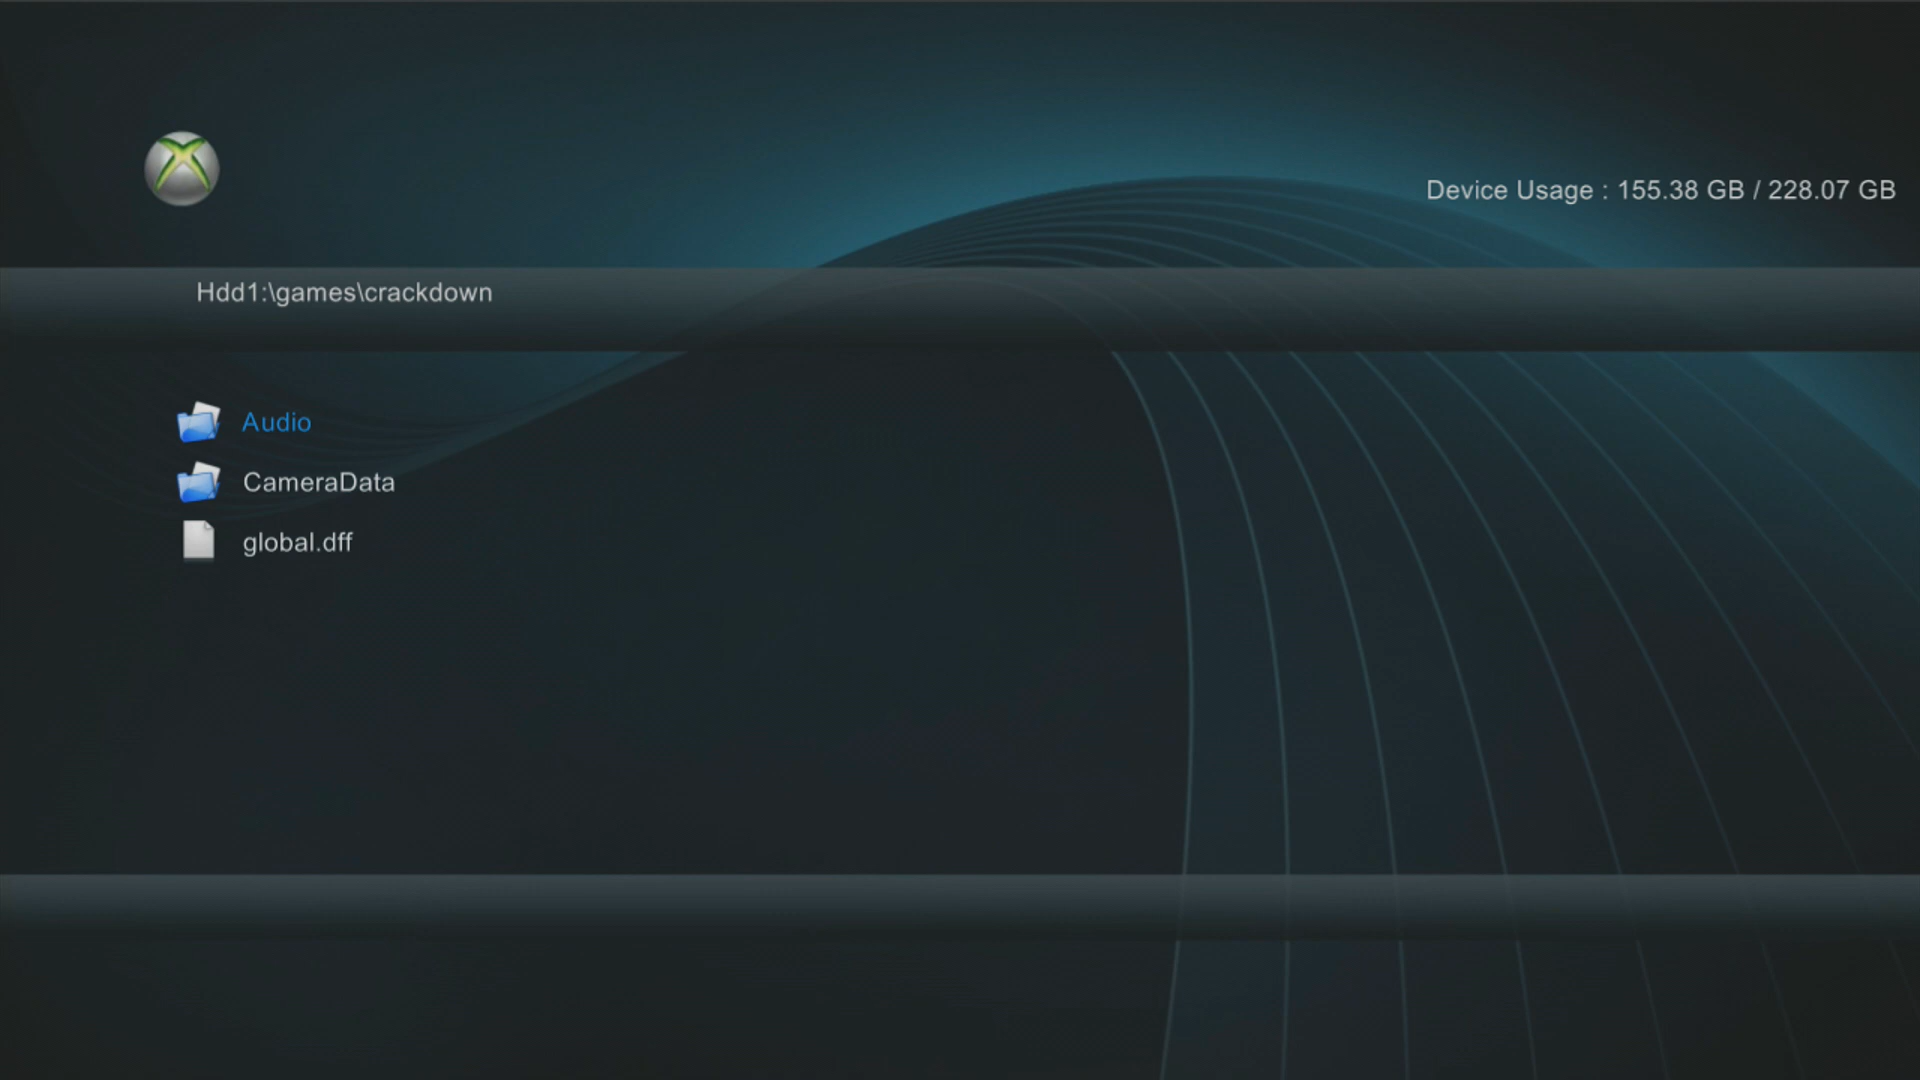 Device Usage : 155.38 GB / 228.07 GB
Hdd1:\games\crackdown
Audio
CameraData
global.dff